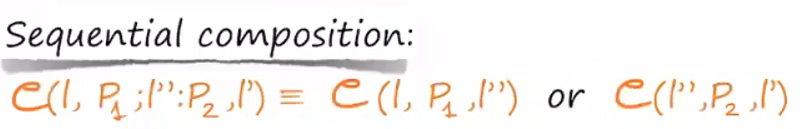 Sequential composition:
C(l, P₁ ;l'':P₂ ,l') ≡ C(l, P₁ ,l'') or C(l'',P₂ ,l')